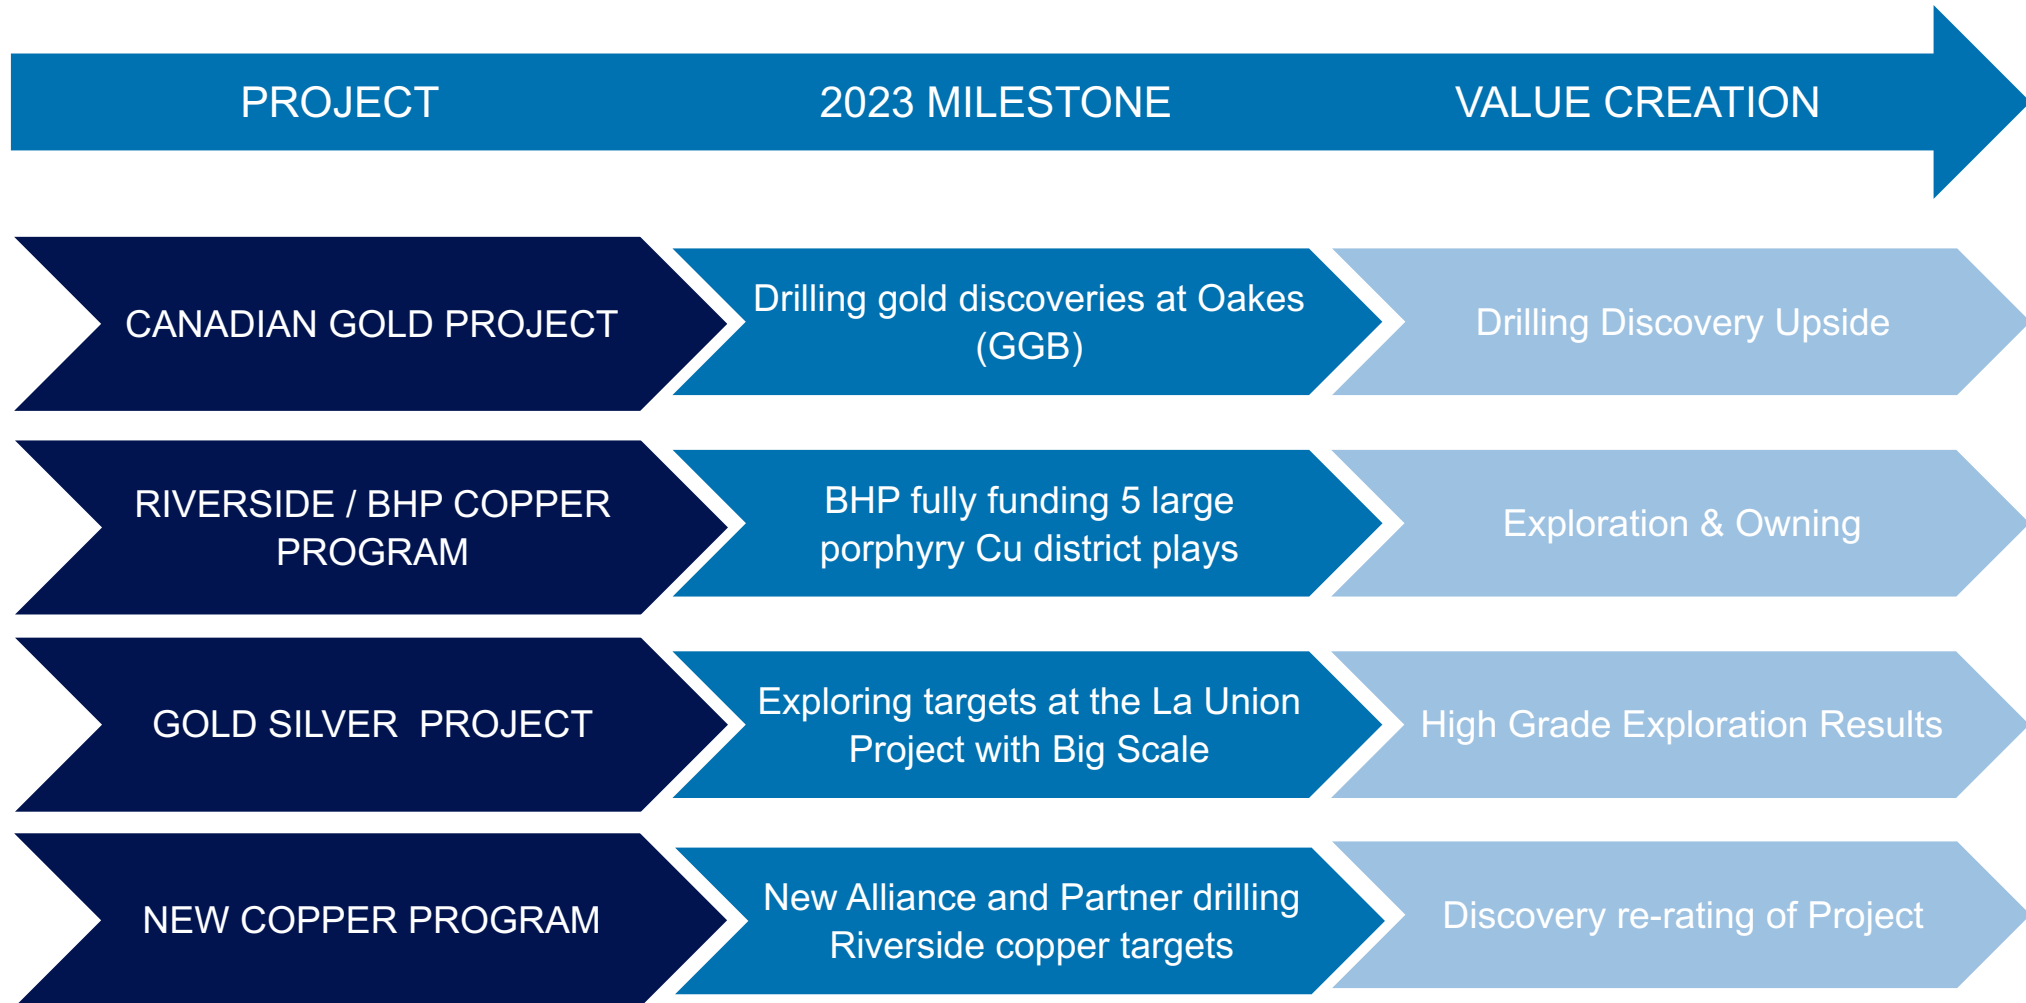 PROJECT
2023 MILESTONE
VALUE CREATION
CANADIAN GOLD PROJECT
Drilling gold discoveries at Oakes
(GGB)
Drilling Discovery Upside
RIVERSIDE / BHP COPPER
PROGRAM
BHP fully funding 5 large
porphyry Cu district plays
Exploration & Owning
GOLD SILVER  PROJECT
Exploring targets at the La Union
Project with Big Scale
High Grade Exploration Results
NEW COPPER PROGRAM
New Alliance and Partner drilling
Riverside copper targets
Discovery re-rating of Project